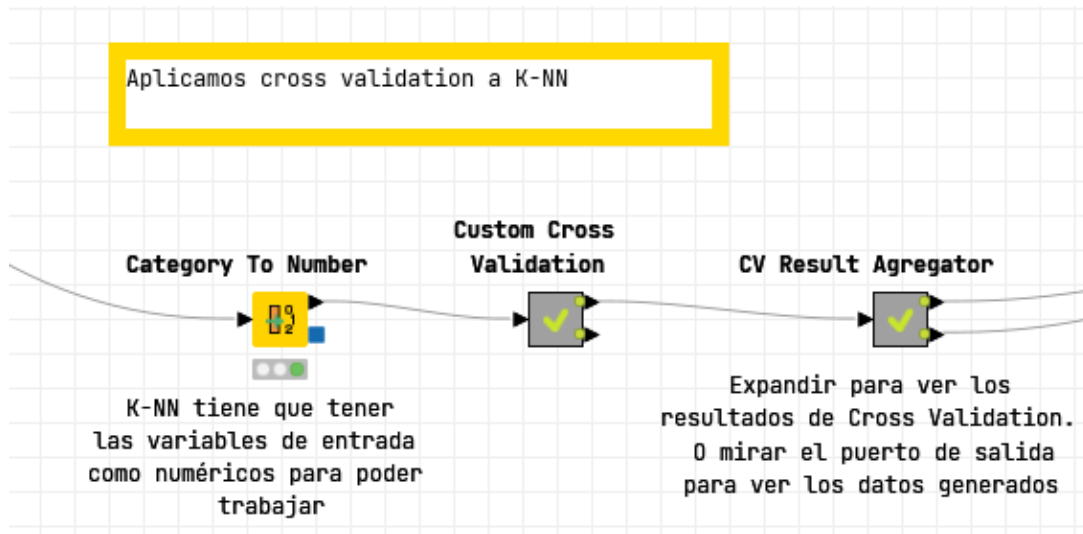 Aplicamos cross validation a K-NN
Custom Cross
Validation
Category To Number
CV Result Agregator
K-NN tiene que tener
las variables de entrada
como numéricos para poder
trabajar
Expandir para ver los
resultados de Cross Validation.
O mirar el puerto de salida
para ver los datos generados